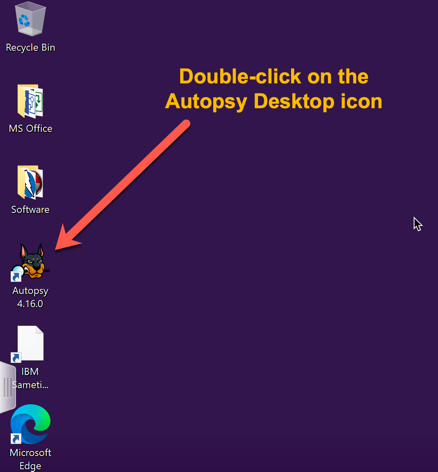 Recycle Bin
Double-click on the
Autopsy Desktop icon
MS Office
Software
Autopsy
4.16.0
IBM
Sameti...
Microsoft
Edge